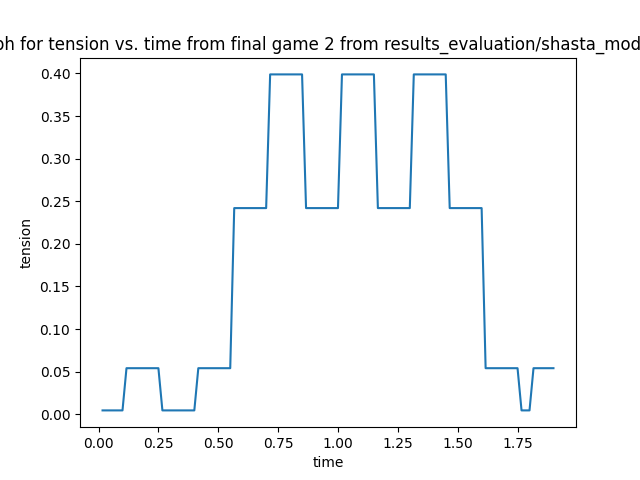 ph for tension vs. time from final game 2 from results_evaluation/shasta_mod
0.40
0.35
0.30
0.25
0.20
0.15
0.10
0.05
0.00
tension
0.00 0.25 0.50 0.75 1.00 1.25 1.50 1.75
time